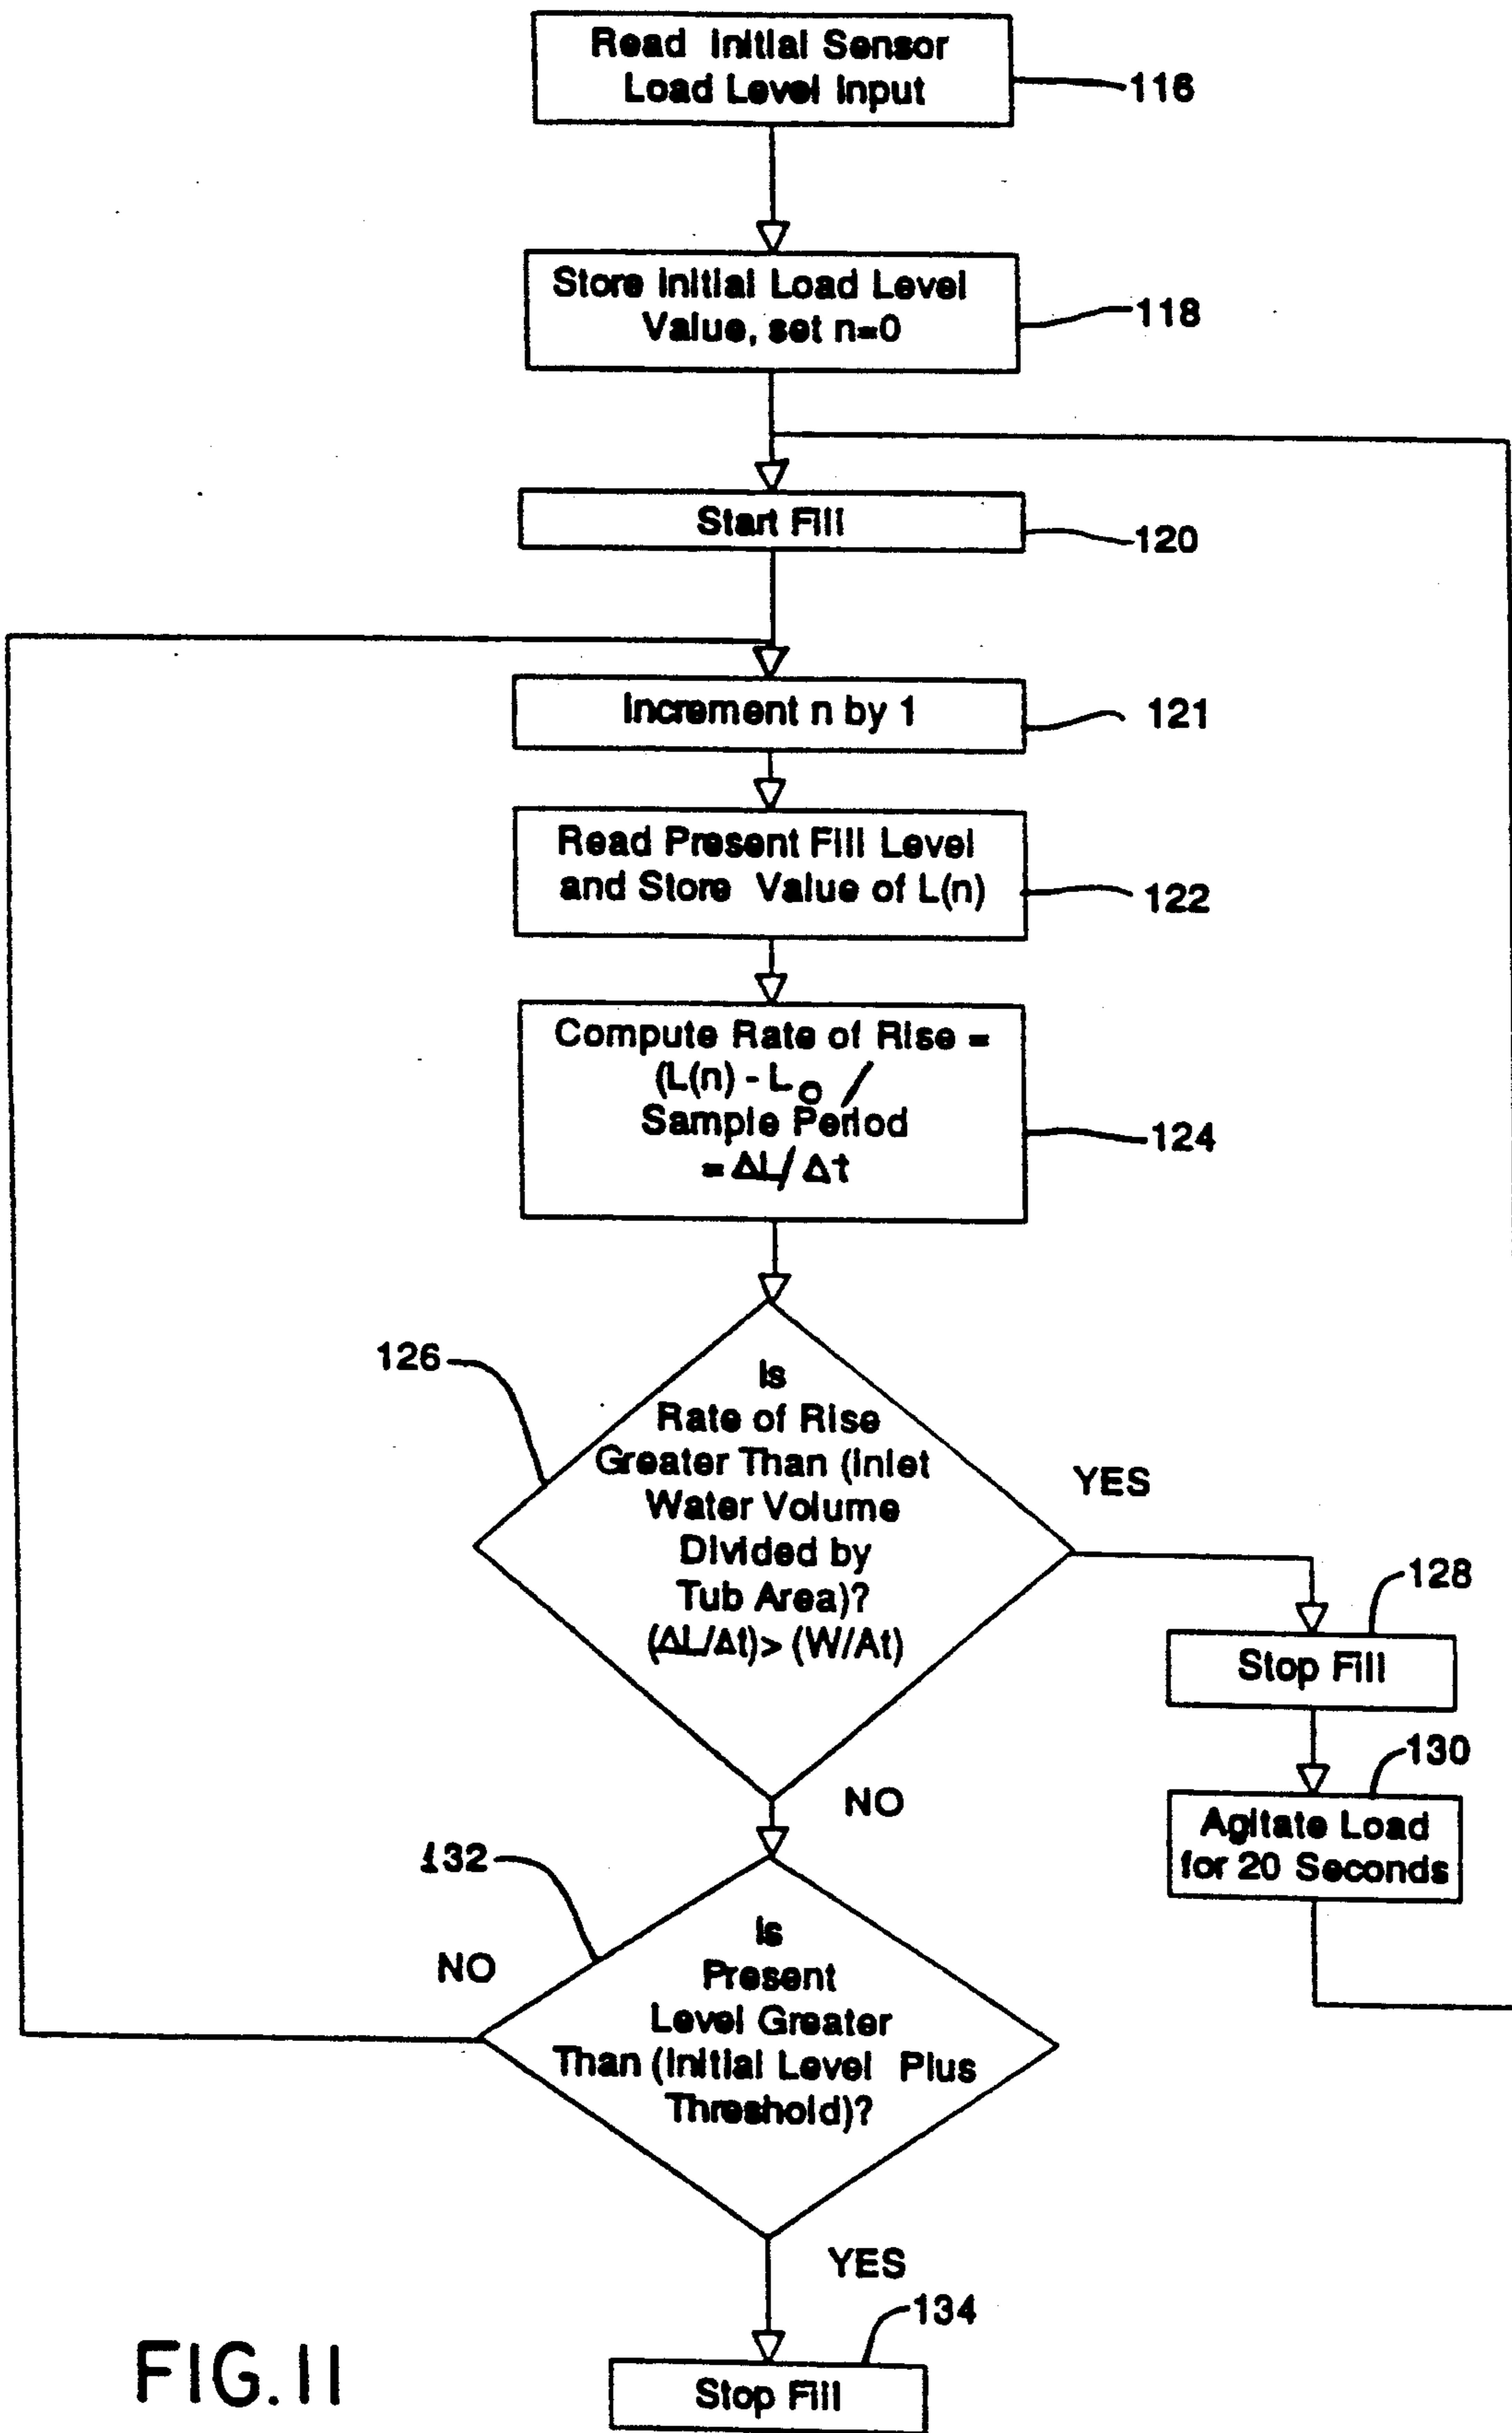 Read Initial Sensor
Load Level Input
116
Store Initial Load Level
Value, set n=0
118
Start Fill
120
Increment n by 1
121
Read Present Fill Level
and Store Value of L(n)
122
Compute Rate of Rise =
(L(n) - L₀ /
Sample Period
= ΔL/Δt
124
126
Is
Rate of Rise
Greater Than (Inlet
Water Volume
Divided by
Tub Area)?
(ΔL/Δt)> (W/At)
YES
128
Stop Fill
130
Agitate Load
for 20 Seconds
NO
132
Is
Present
Level Greater
Than (Initial Level Plus
Threshold)?
NO
YES
134
Stop Fill
FIG. 11